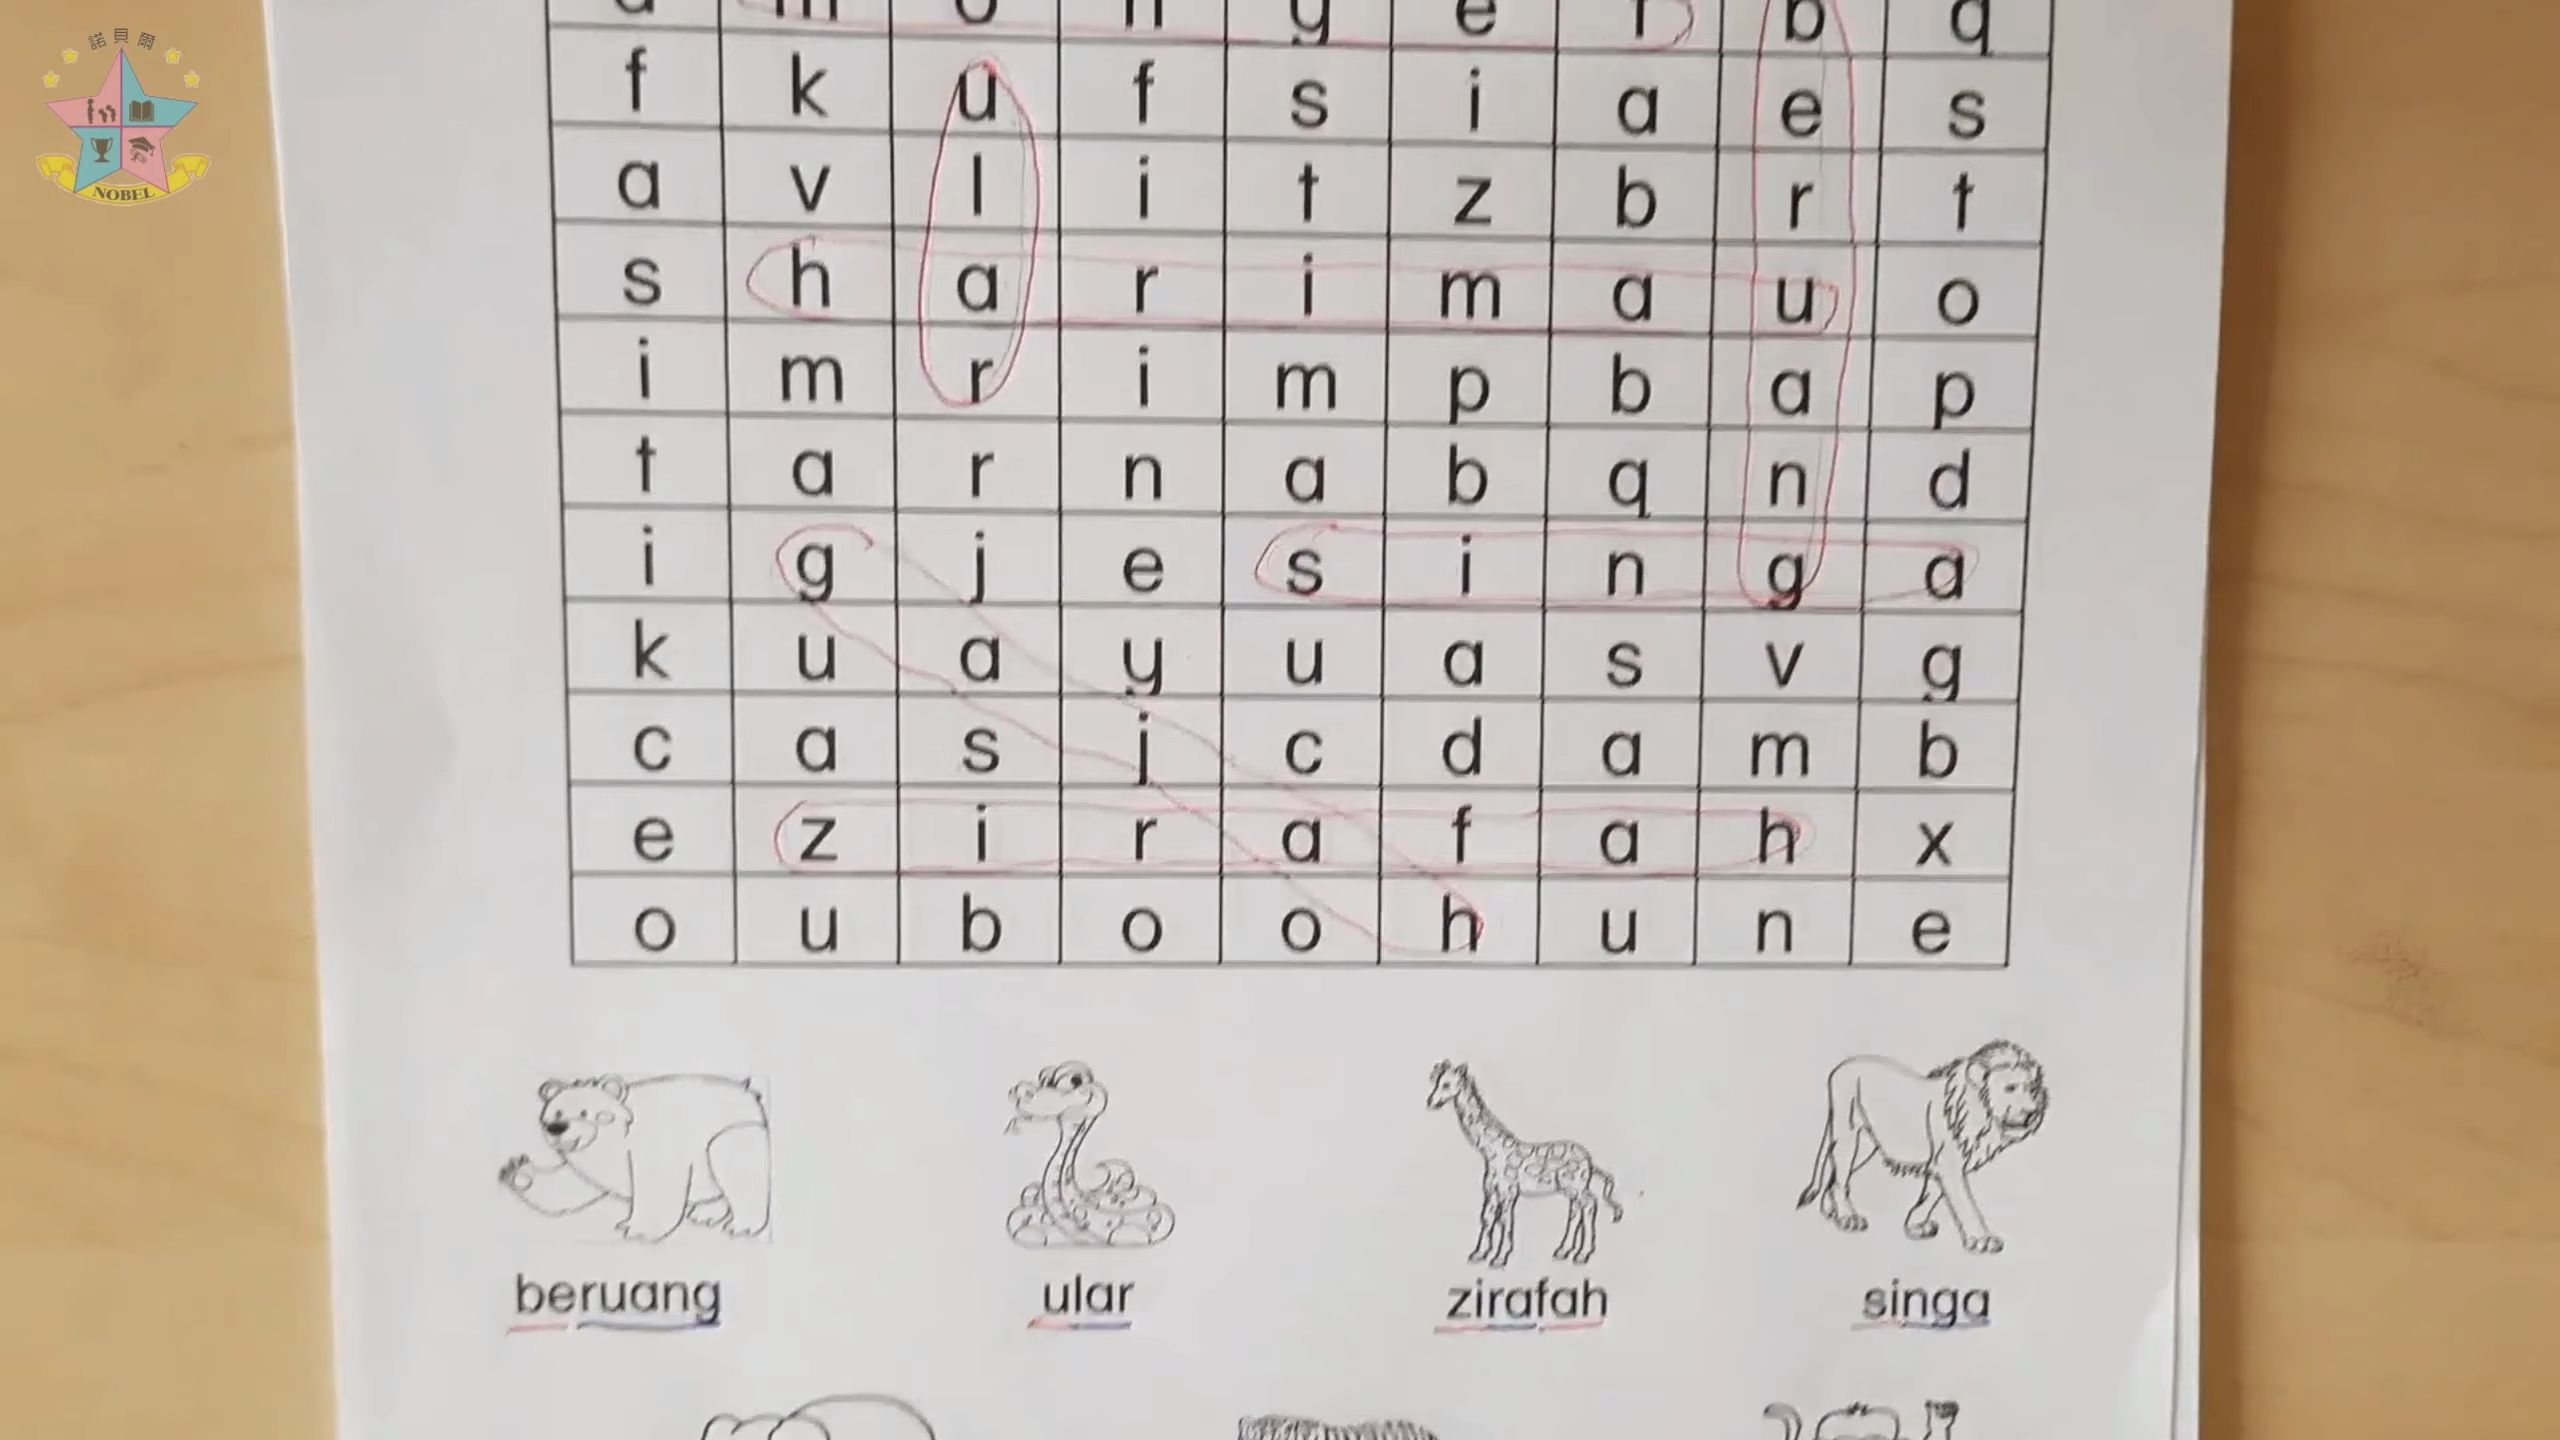 諾貝爾
NOBEL
m o n y e t b q
f k u f s i a e s
a v l i t z b r t
s h a r i m a u o
i m r i m p b a p
t a r n a b q n d
i g j e s i n g a
k u a y u a s v g
c a s j c d a m b
e z i r a f a h x
o u b o o h u n e
beruang ular zirafah singa